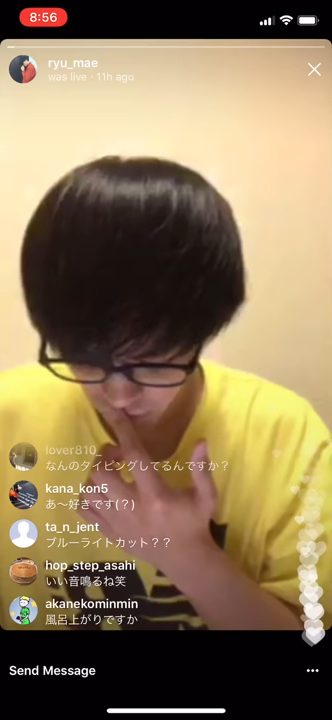 8:56
ryu_mae
was live · 11h ago
lover810_
なんのタイピングしてるんですか？
kana_kon5
あ〜好きです(？)
ta_n_jent
ブルーライトカット？？
hop_step_asahi
いい音鳴るね笑
akanekominmin
風呂上がりですか
Send Message